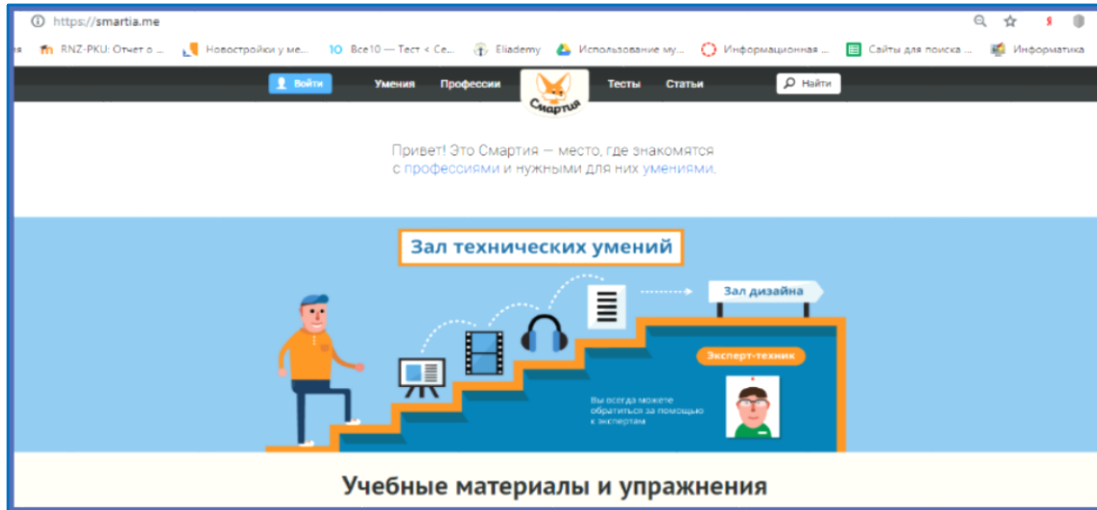 https://smartia.me
RNZ-PKU: Отчет о ... Новостройки у ме... 10 Все10 — Тест < Се... Eliademy Использование му... Информационная ... Сайты для поиска ... Информатика
Войти Умения Профессии Смартия Тесты Статьи Найти
Привет! Это Смартия — место, где знакомятся
с профессиями и нужными для них умениями.
Зал технических умений
Зал дизайна
Эксперт-техник
Вы всегда можете
обратиться за помощью
к экспертам
Учебные материалы и упражнения